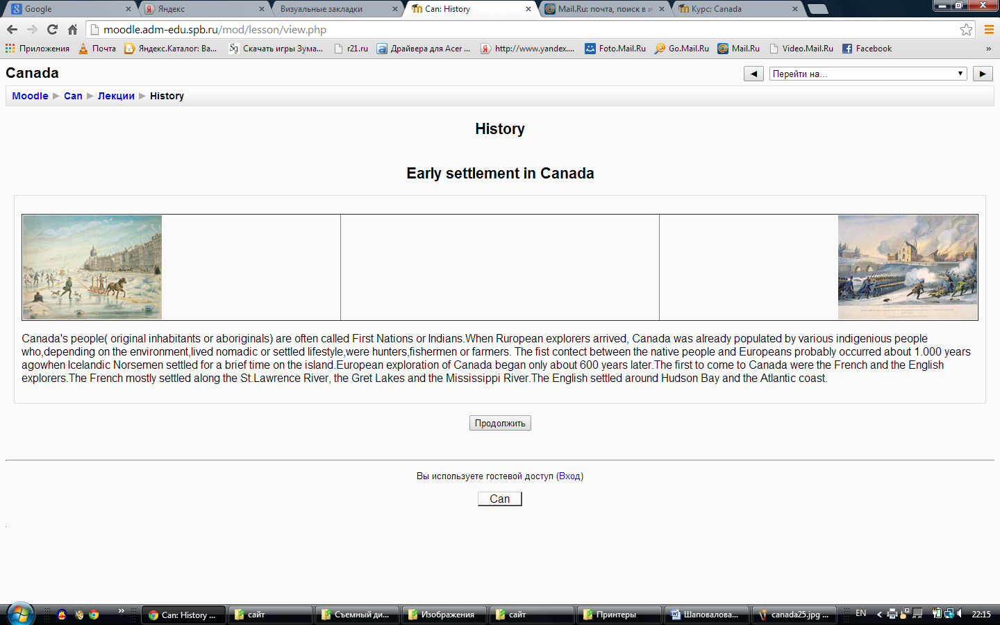 Google
Яндекс
Визуальные закладки
Can: History
Mail.Ru: почта, поиск в и
Курс: Canada
moodle.adm-edu.spb.ru/mod/lesson/view.php
Приложения
Почта
Яндекс.Каталог: Ва...
Скачать игры Зума...
r21.ru
Драйвера для Acer ...
http://www.yandex....
Foto.Mail.Ru
Go.Mail.Ru
Mail.Ru
Video.Mail.Ru
Facebook
»
Canada
Перейти на...
Moodle ► Can ► Лекции ► History
History
Early settlement in Canada
Canada's people( original inhabitants or aboriginals) are often called First Nations or Indians.When Ruropean explorers arrived, Canada was already populated by various indigenious people
who,depending on the environment,lived nomadic or settled lifestyle,were hunters,fishermen or farmers. The fist contect between the native people and Europeans probably occurred about 1.000 years
agowhen Icelandic Norsemen settled for a brief time on the island.European exploration of Canada began only about 600 years later.The first to come to Canada were the French and the English
explorers.The French mostly settled along the St.Lawrence River, the Gret Lakes and the Mississippi River.The English settled around Hudson Bay and the Atlantic coast.
Продолжить
Вы используете гостевой доступ (Вход)
Can
Can: History ...
сайт
Съемный ди...
Изображения
сайт
Принтеры
Шаповалова...
canada25.jpg ...
EN
22:15